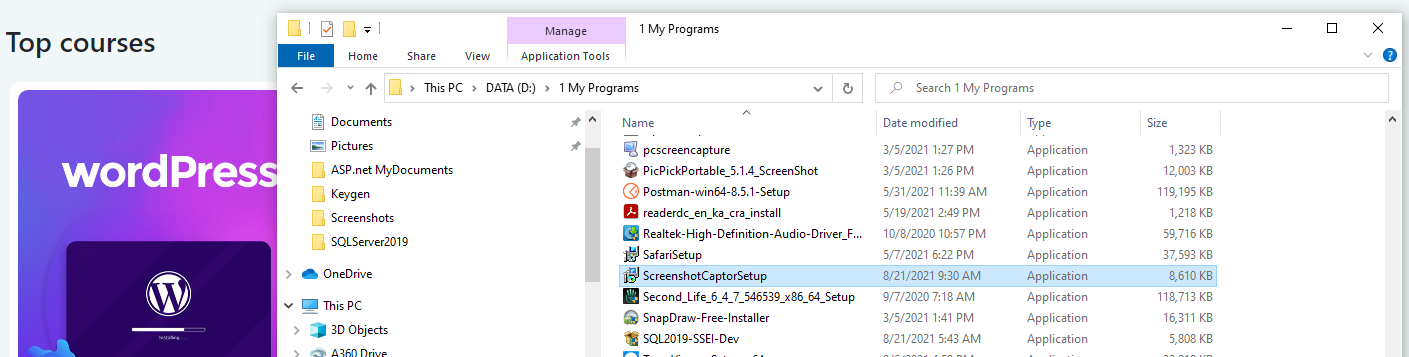 Top courses
wordPress
Installing . . .
Manage
1 My Programs
File
Home
Share
View
Application Tools
This PC
DATA (D:)
1 My Programs
Search 1 My Programs
Documents
Pictures
ASP.net MyDocuments
Keygen
Screenshots
SQLServer2019
OneDrive
This PC
3D Objects
A360 Drive
Name Date modified Type Size
pcscreencapture 3/5/2021 1:27 PM Application 1,323 KB
PicPickPortable_5.1.4_ScreenShot 3/5/2021 1:26 PM Application 12,003 KB
Postman-win64-8.5.1-Setup 5/31/2021 11:39 AM Application 119,195 KB
readerdc_en_ka_cra_install 5/19/2021 2:49 PM Application 1,218 KB
Realtek-High-Definition-Audio-Driver_F... 10/8/2020 10:57 PM Application 59,716 KB
SafariSetup 5/7/2021 6:22 PM Application 37,593 KB
ScreenshotCaptorSetup 8/21/2021 9:30 AM Application 8,610 KB
Second_Life_6_4_7_546539_x86_64_Setup 9/7/2020 7:18 AM Application 118,713 KB
SnapDraw-Free-Installer 3/5/2021 1:41 PM Application 16,311 KB
SQL2019-SSEI-Dev 8/21/2021 5:43 AM Application 5,808 KB